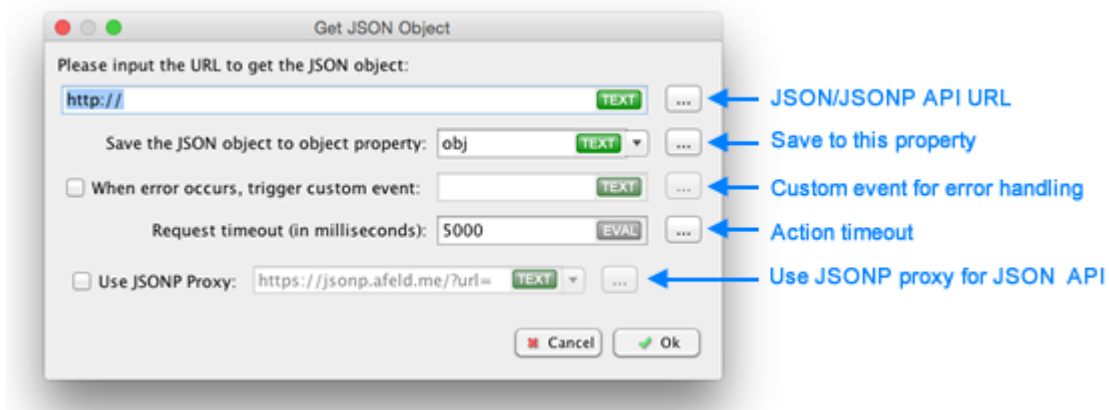 Get JSON Object
Please input the URL to get the JSON object:
http:// TEXT ... JSON/JSONP API URL
Save the JSON object to object property: obj TEXT ... Save to this property
When error occurs, trigger custom event: TEXT ... Custom event for error handling
Request timeout (in milliseconds): 5000 EVAL ... Action timeout
Use JSONP Proxy: https://jsonp.afeld.me/?url= TEXT ... Use JSONP proxy for JSON API
Cancel Ok